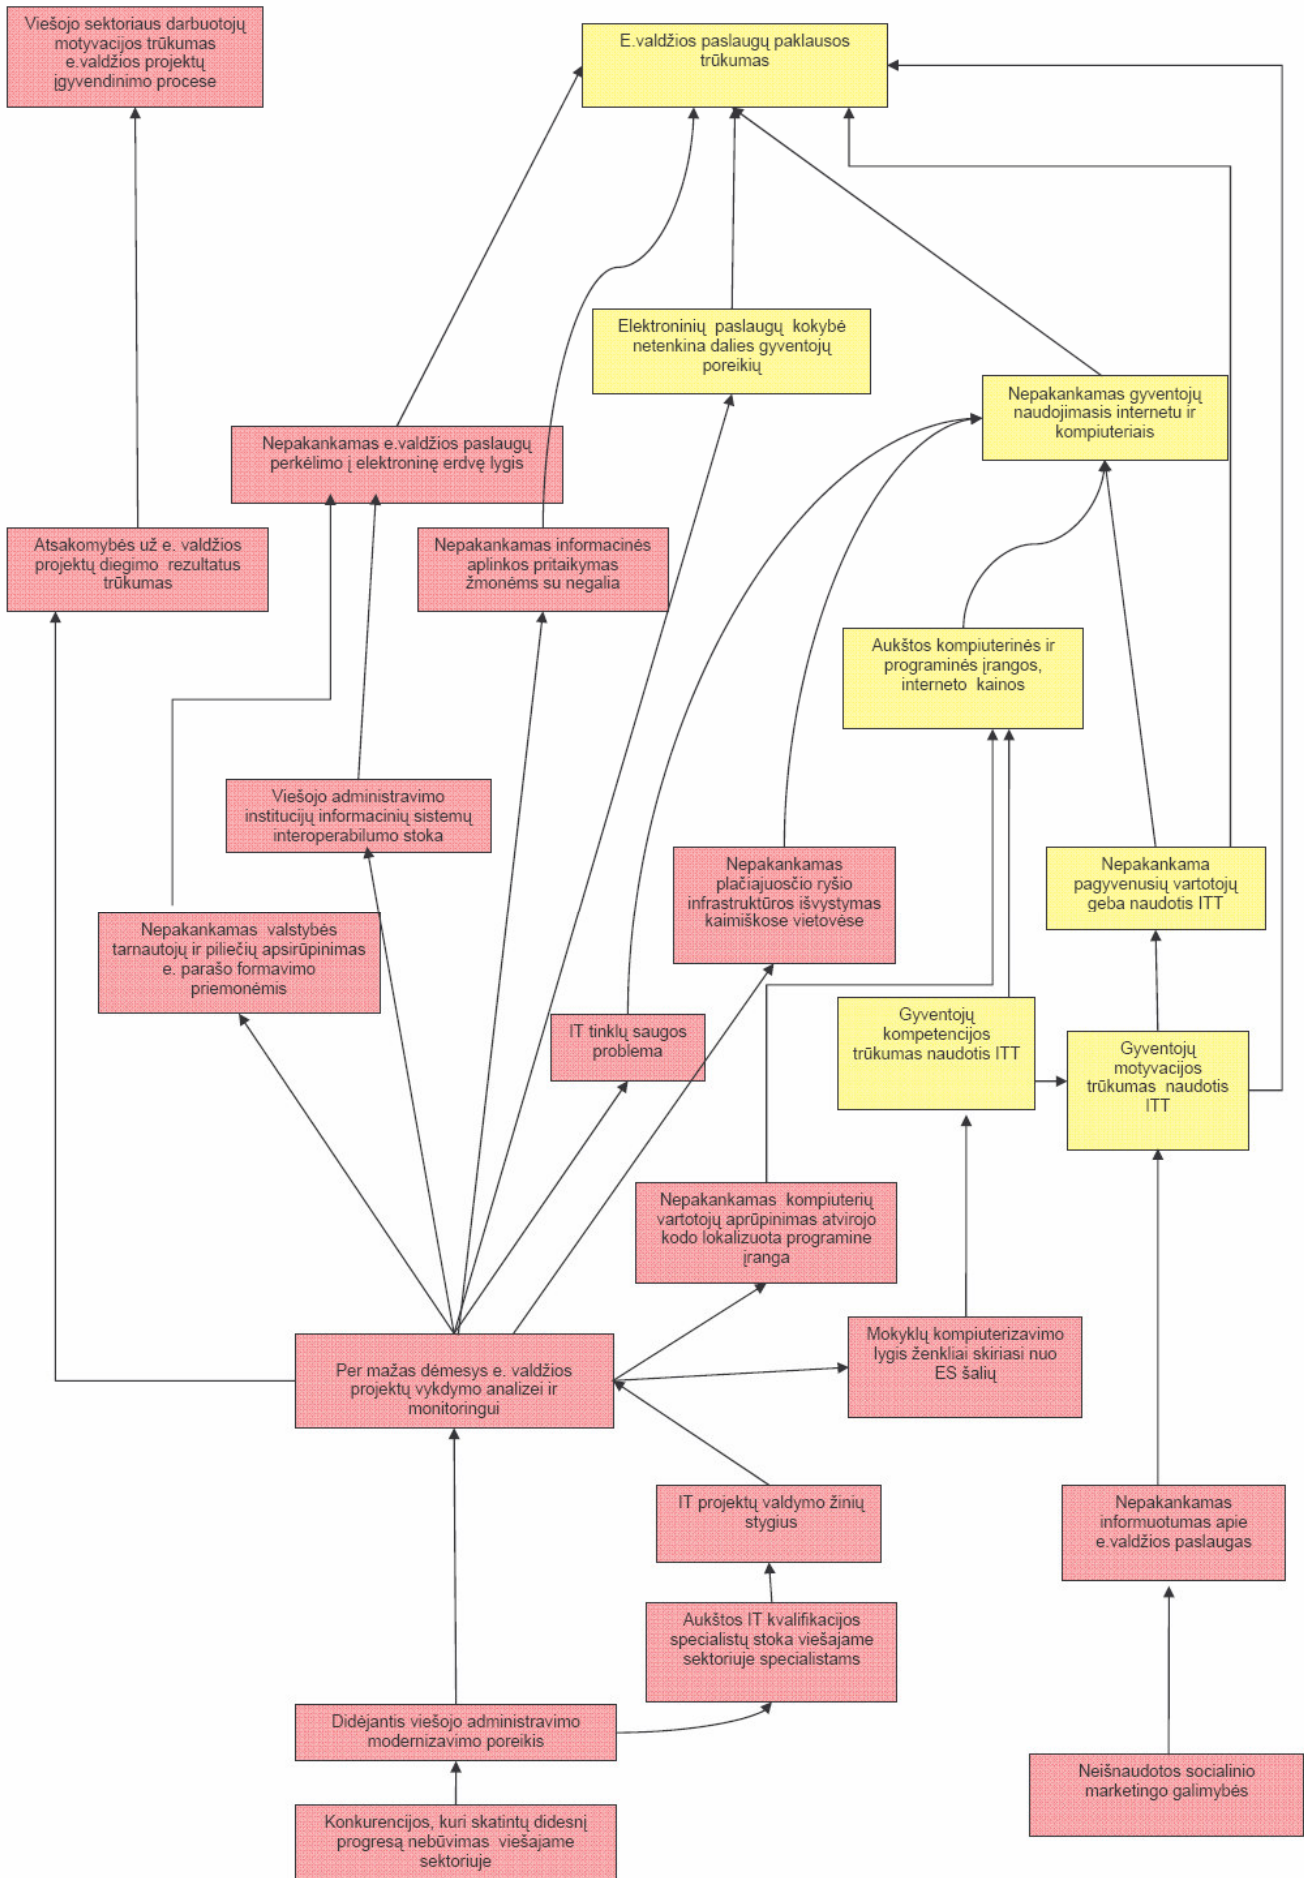 Viešojo sektoriaus darbuotojų
motyvacijos trūkumas
e.valdžios projektų
įgyvendinimo procese
E.valdžios paslaugų paklausos
trūkumas
Elektroninių paslaugų kokybė
netenkina dalies gyventojų
poreikių
Nepakankamas gyventojų
naudojimasis internetu ir
kompiuteriais
Nepakankamas e.valdžios paslaugų
perkėlimo į elektroninę erdvę lygis
Atsakomybės už e. valdžios
projektų diegimo rezultatus
trūkumas
Nepakankamas informacinės
aplinkos pritaikymas
žmonėms su negalia
Aukštos kompiuterinės ir
programinės įrangos,
interneto kainos
Viešojo administravimo
institucijų informacinių sistemų
interoperabilumo stoka
Nepakankamas
plačiajuosčio ryšio
infrastruktūros išvystymas
kaimiškose vietovėse
Nepakankama
pagyvenusių vartotojų
geba naudotis ITT
Nepakankamas valstybės
tarnautojų ir piliečių apsirūpinimas
e. parašo formavimo
priemonėmis
IT tinklų saugos
problema
Gyventojų
kompetencijos
trūkumas naudotis ITT
Gyventojų
motyvacijos
trūkumas naudotis
ITT
Nepakankamas kompiuterių
vartotojų aprūpinimas atvirojo
kodo lokalizuota programine
įranga
Mokyklų kompiuterizavimo
lygis ženkliai skiriasi nuo
ES šalių
Per mažas dėmesys e. valdžios
projektų vykdymo analizei ir
monitoringui
IT projektų valdymo žinių
stygius
Nepakankamas
informuotumas apie
e.valdžios paslaugas
Aukštos IT kvalifikacijos
specialistų stoka viešajame
sektoriuje specialistams
Didėjantis viešojo administravimo
modernizavimo poreikis
Neišnaudotos socialinio
marketingo galimybės
Konkurencijos, kuri skatintų didesnį
progresą nebūvimas viešajame
sektoriuje